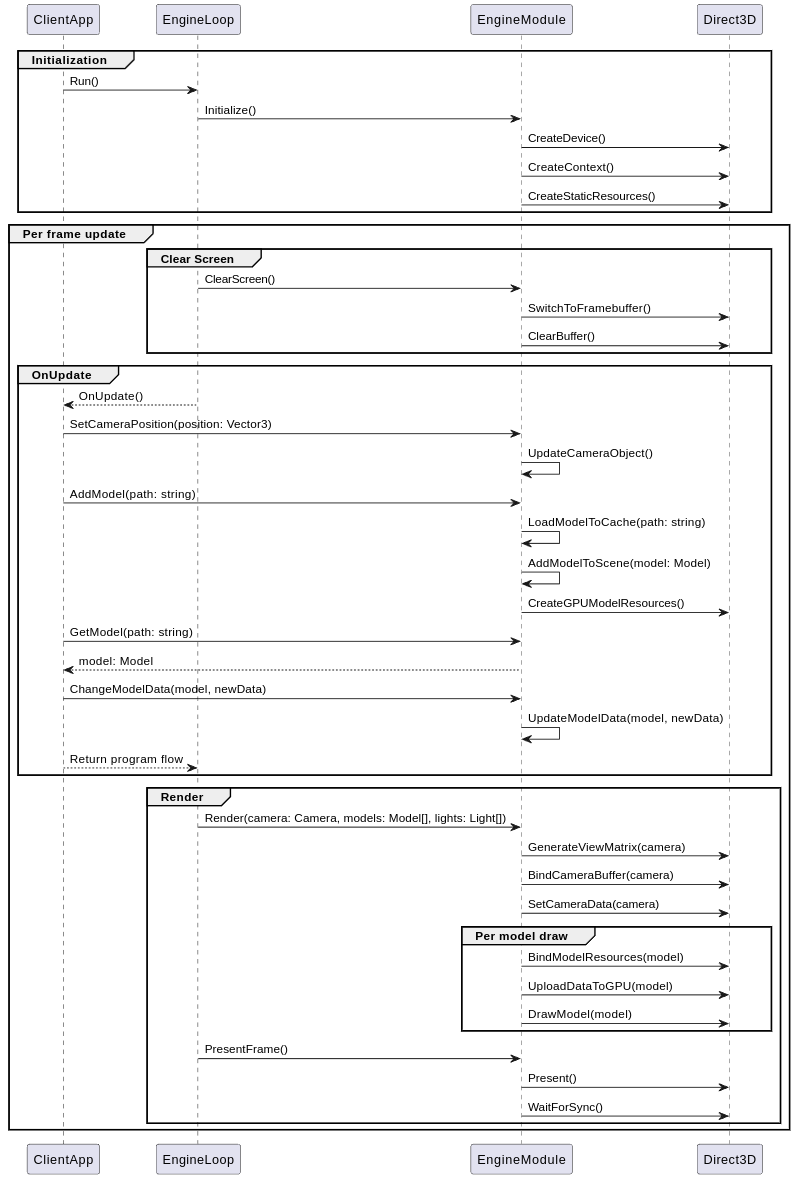 ClientApp EngineLoop EngineModule Direct3D
Initialization
Run()
Initialize()
CreateDevice()
CreateContext()
CreateStaticResources()
Per frame update
Clear Screen
ClearScreen()
SwitchToFramebuffer()
ClearBuffer()
OnUpdate
OnUpdate()
SetCameraPosition(position: Vector3)
UpdateCameraObject()
AddModel(path: string)
LoadModelToCache(path: string)
AddModelToScene(model: Model)
CreateGPUModelResources()
GetModel(path: string)
model: Model
ChangeModelData(model, newData)
UpdateModelData(model, newData)
Return program flow
Render
Render(camera: Camera, models: Model[], lights: Light[])
GenerateViewMatrix(camera)
BindCameraBuffer(camera)
SetCameraData(camera)
Per model draw
BindModelResources(model)
UploadDataToGPU(model)
DrawModel(model)
PresentFrame()
Present()
WaitForSync()
ClientApp EngineLoop EngineModule Direct3D